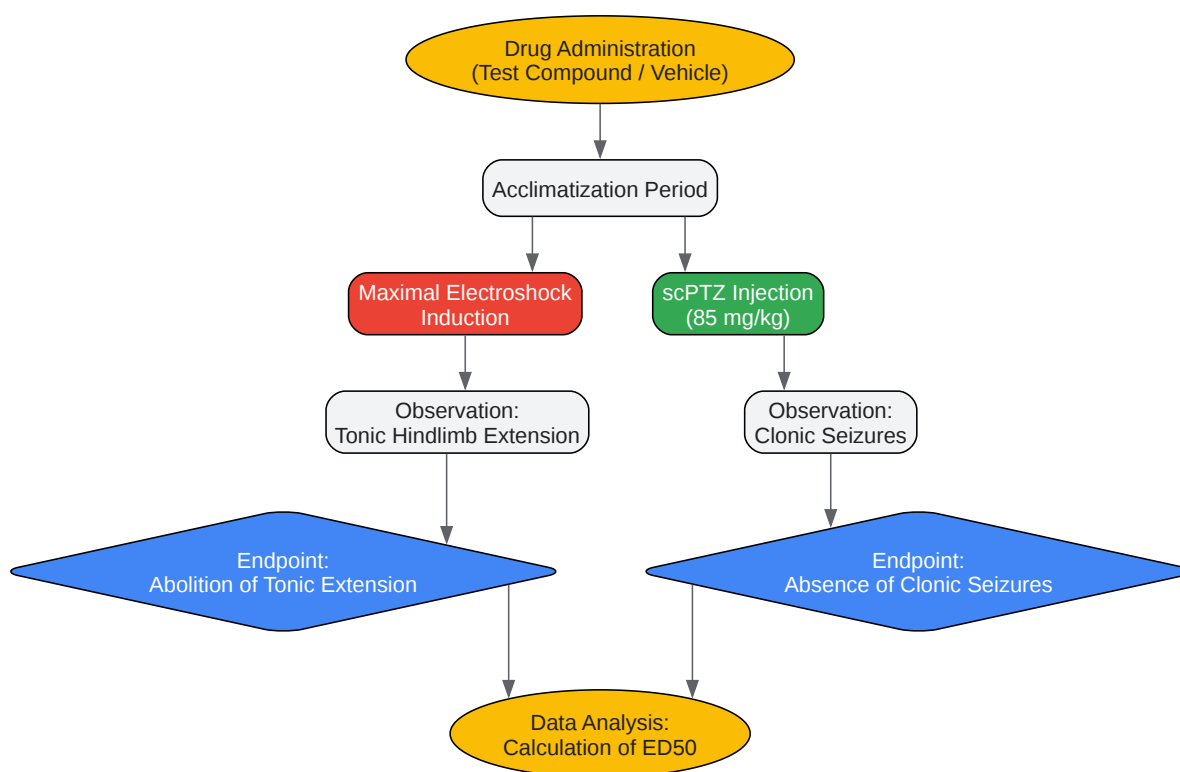 Drug Administration
(Test Compound / Vehicle)
Acclimatization Period
Maximal Electroshock
Induction
scPTZ Injection
(85 mg/kg)
Observation:
Tonic Hindlimb Extension
Observation:
Clonic Seizures
Endpoint:
Abolition of Tonic Extension
Endpoint:
Absence of Clonic Seizures
Data Analysis:
Calculation of ED50